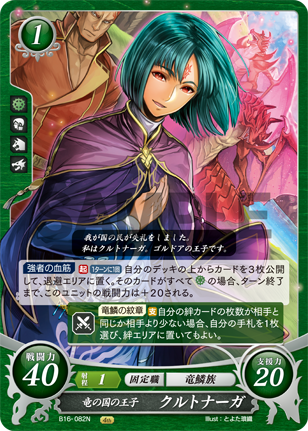 1
SAMPLE
我が国の民が失礼をしました。
私はクルトナーガ。ゴルドアの王子です。
強者の血筋 起 1ターンに1回 自分のデッキの上からカードを3枚公開
して、退避エリアに置く。そのカードがすべて の場合、ターン終了
まで、このユニットの戦闘力は＋20される。
竜鱗の紋章 支 自分の絆カードの枚数が相手と
同じか相手より少ない場合、自分の手札を1枚
選び、絆エリアに置いてもよい。
戦闘力
40
射程 1
固定職
竜鱗族
支援力
20
竜の国の王子
クルトナーガ
B16-082N
Illust：とよた瑣織